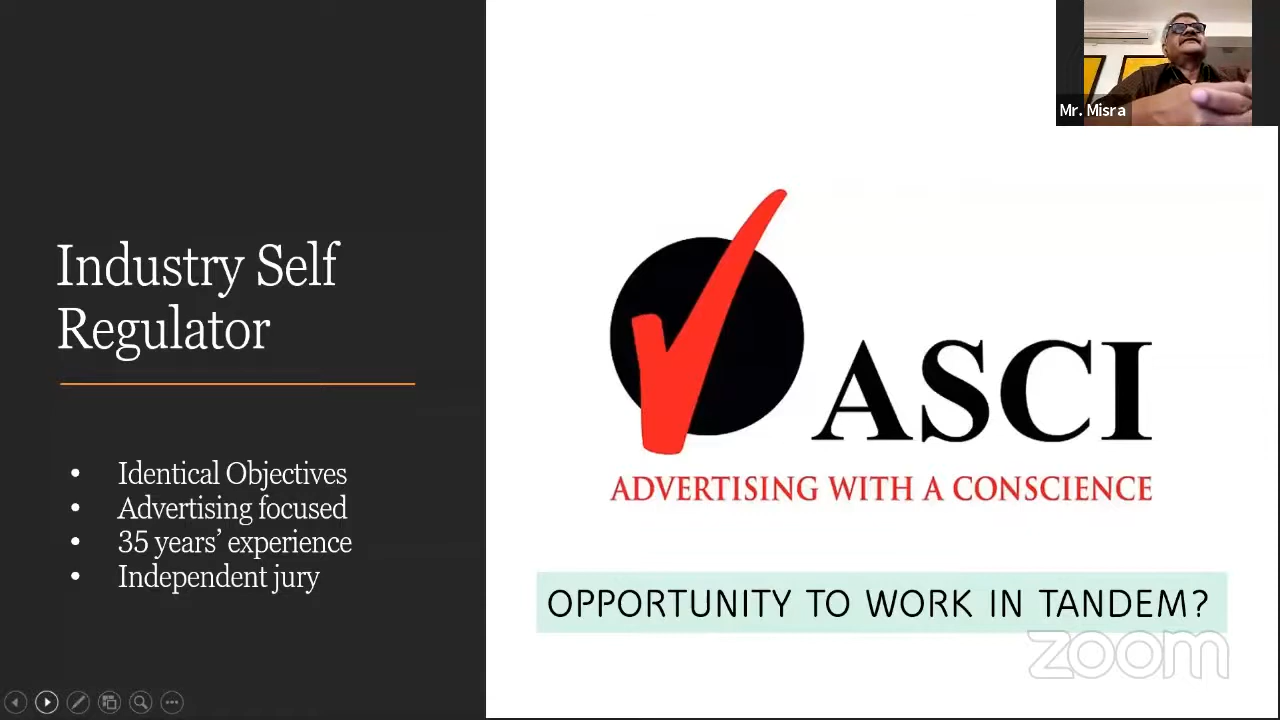 Mr. Misra
Industry Self
Regulator
• Identical Objectives
• Advertising focused
• 35 years’ experience
• Independent jury
ASCI
ADVERTISING WITH A CONSCIENCE
OPPORTUNITY TO WORK IN TANDEM?
zoom